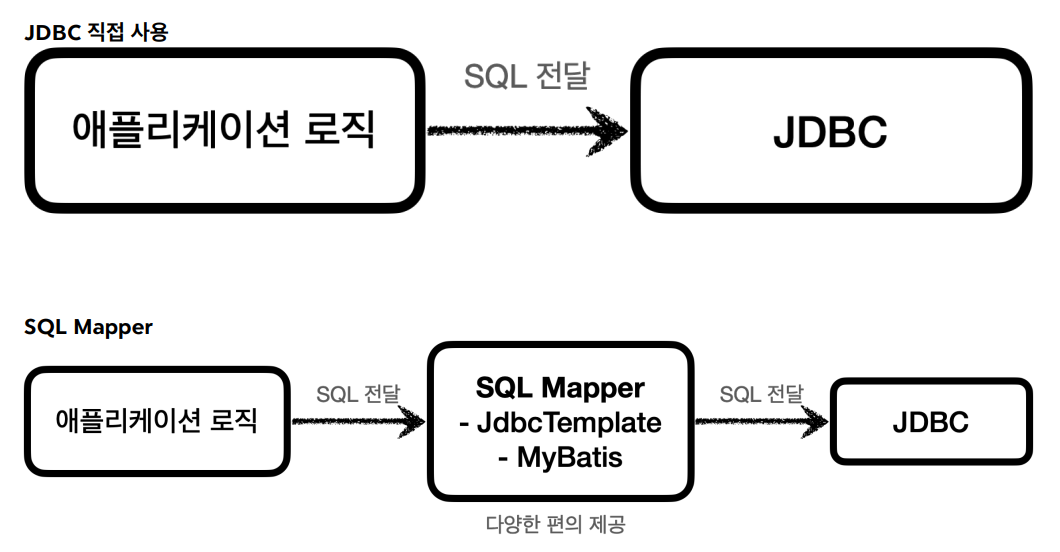 JDBC 직접 사용
애플리케이션 로직
SQL 전달
JDBC
SQL Mapper
애플리케이션 로직
SQL 전달
SQL Mapper
- JdbcTemplate
- MyBatis
SQL 전달
JDBC
다양한 편의 제공